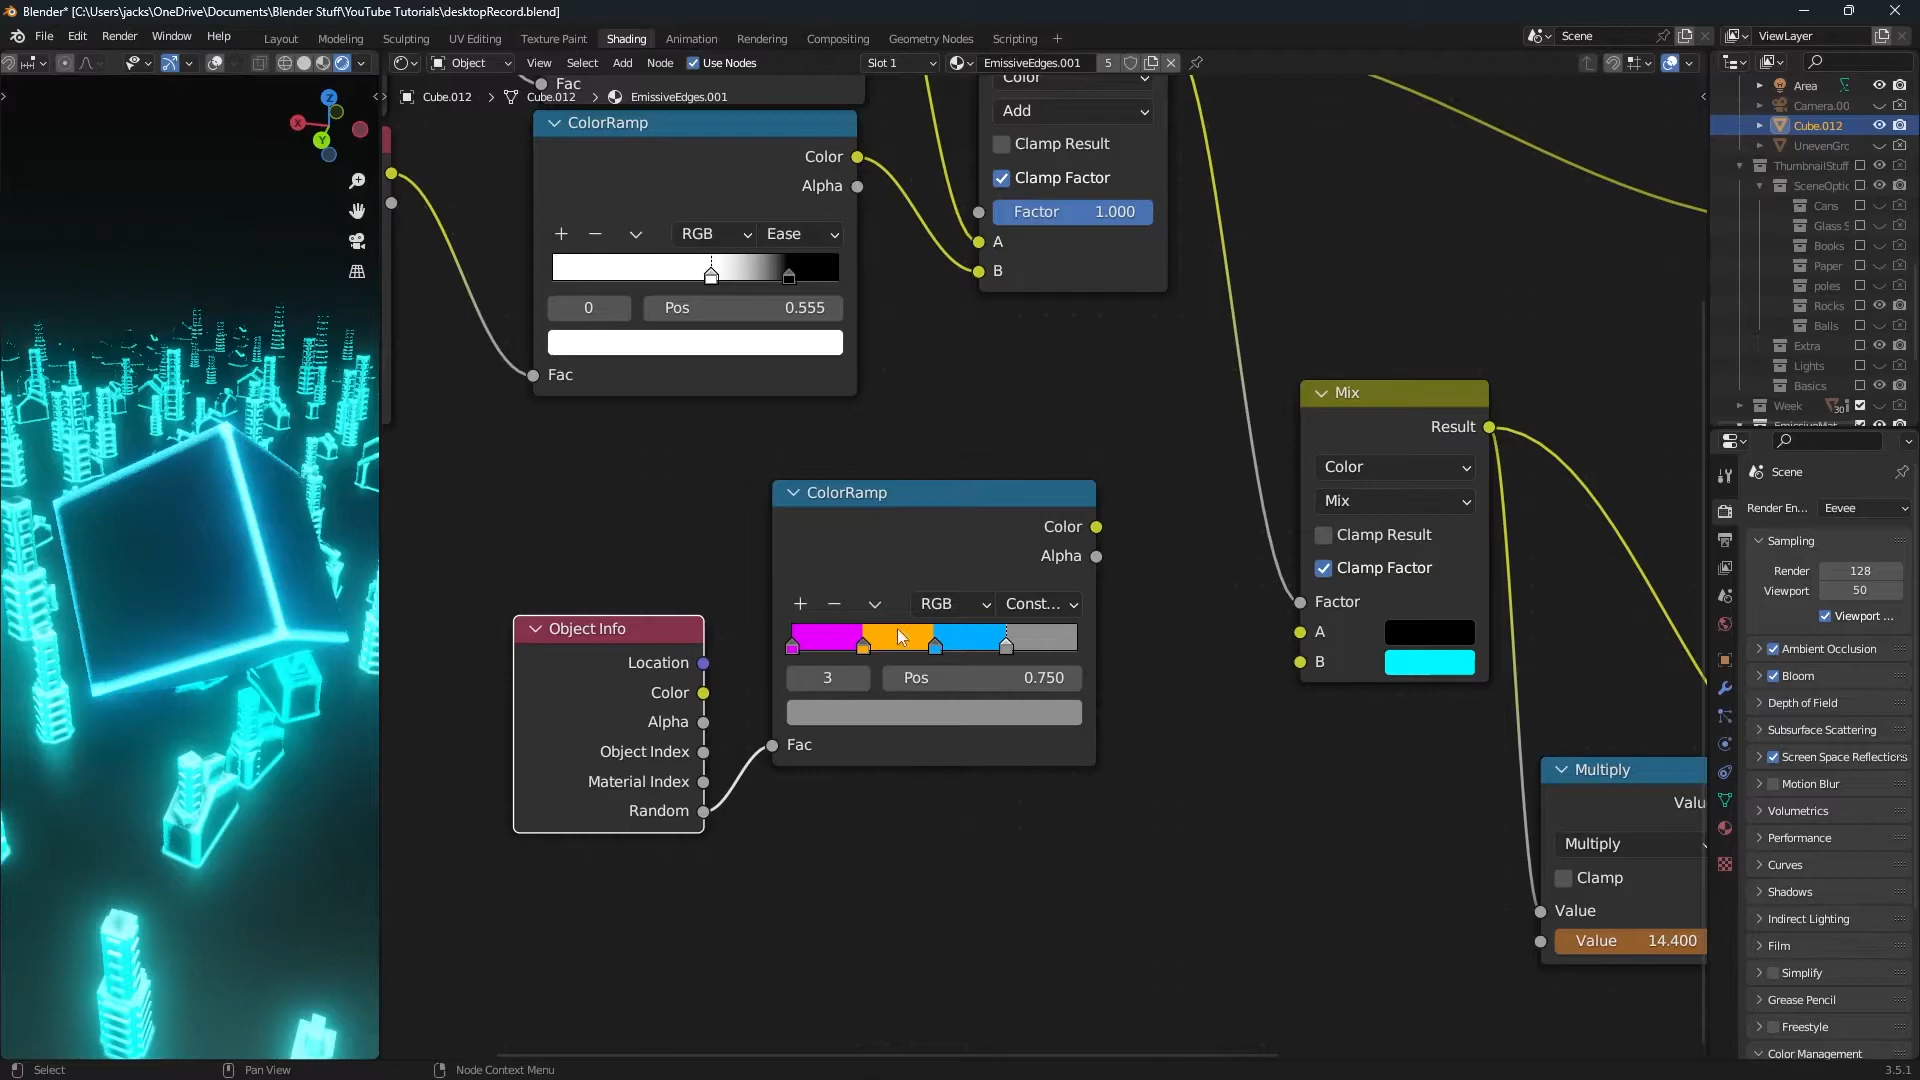 Blender* [C:\Users\jacks\OneDrive\Documents\Blender Stuff\YouTube Tutorials\desktopRecord.blend]
File Edit Render Window Help Layout Modeling Sculpting UV Editing Texture Paint Shading Animation Rendering Compositing Geometry Nodes Scripting + Scene ViewLayer
Object View Select Add Node Use Nodes Slot 1 EmissiveEdges.001 5
Cube.012 > Cube.012 > EmissiveEdges.001
Fac
ColorRamp
Color
Alpha
+ − RGB Ease
0 Pos 0.555
Fac
Color
Add
Clamp Result
Clamp Factor
Factor 1.000
A
B
ColorRamp
Color
Alpha
+ − RGB Const...
3 Pos 0.750
Fac
Object Info
Location
Color
Alpha
Object Index
Material Index
Random
Mix
Result
Color
Mix
Clamp Result
Clamp Factor
Factor
A
B
Multiply
Valu
Multiply
Clamp
Value
Value 14.400
Z
X
Y
Area
Camera.00
Cube.012
UnevenGro
ThumbnailStuff
SceneOptic
Cans
Glass S
Books
Paper
poles
Rocks
Balls
Extra
Lights
Basics
Week 30
EmissiveMat
Scene
Render En... Eevee
Sampling
Render 128
Viewport 50
Viewport ...
Ambient Occlusion
Bloom
Depth of Field
Subsurface Scattering
Screen Space Reflections
Motion Blur
Volumetrics
Performance
Curves
Shadows
Indirect Lighting
Film
Simplify
Grease Pencil
Freestyle
Color Management
Select Pan View Node Context Menu 3.5.1